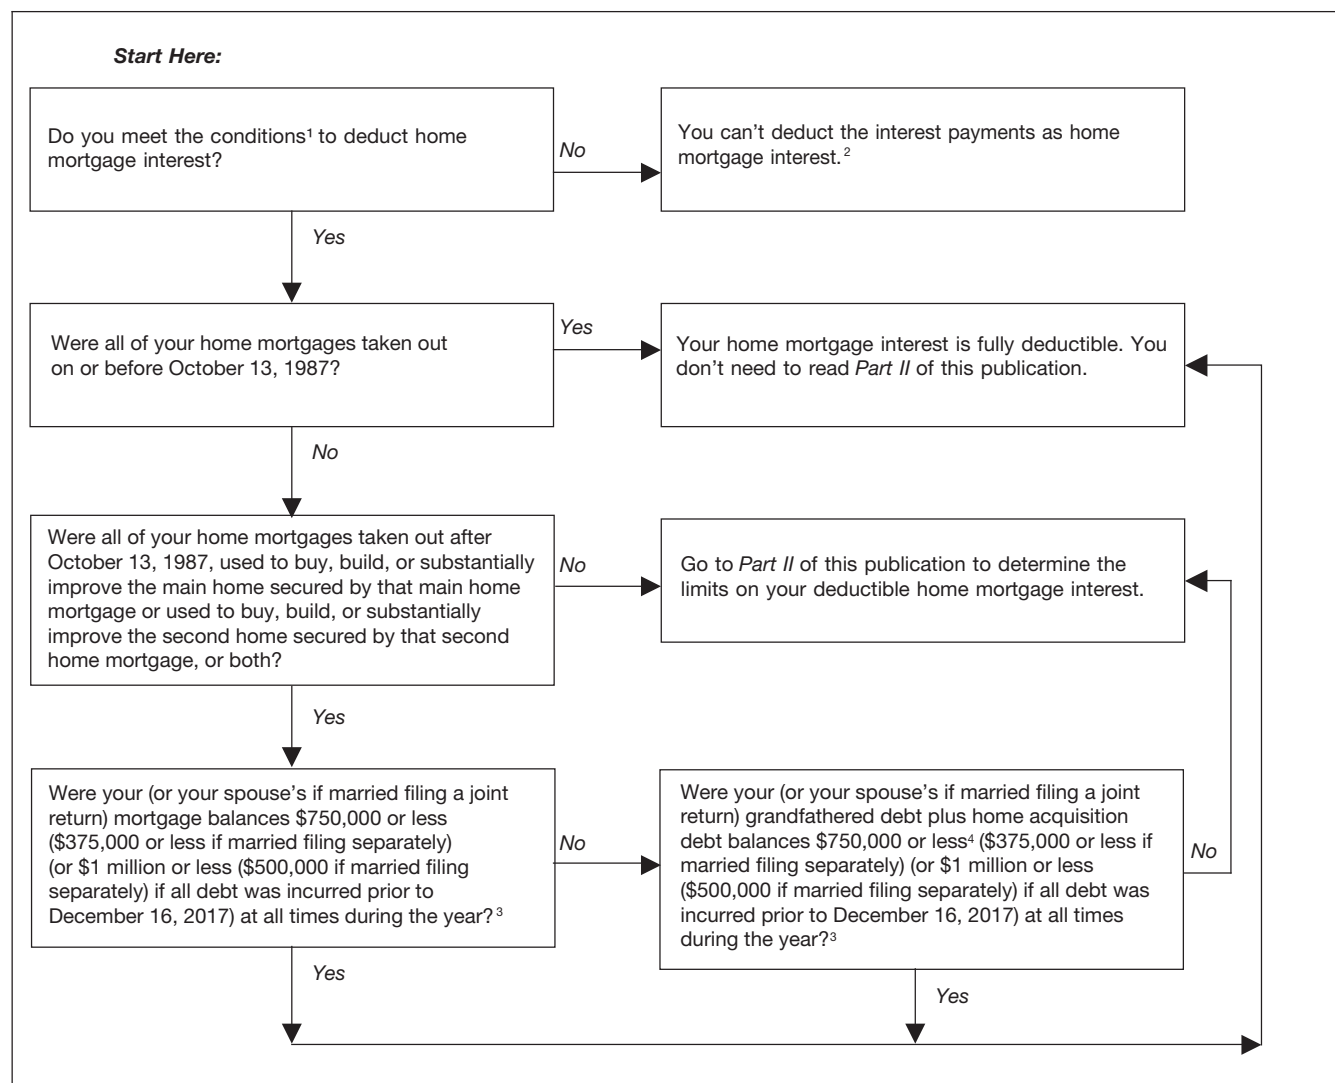 Start Here:
Do you meet the conditions¹ to deduct home
mortgage interest?
No
You can’t deduct the interest payments as home
mortgage interest.²
Yes
Were all of your home mortgages taken out
on or before October 13, 1987?
Yes
Your home mortgage interest is fully deductible. You
don’t need to read Part II of this publication.
No
Were all of your home mortgages taken out after
October 13, 1987, used to buy, build, or substantially
improve the main home secured by that main home
mortgage or used to buy, build, or substantially
improve the second home secured by that second
home mortgage, or both?
No
Go to Part II of this publication to determine the
limits on your deductible home mortgage interest.
Yes
Were your (or your spouse’s if married filing a joint
return) mortgage balances $750,000 or less
($375,000 or less if married filing separately)
(or $1 million or less ($500,000 if married filing
separately) if all debt was incurred prior to
December 16, 2017) at all times during the year?³
No
Were your (or your spouse’s if married filing a joint
return) grandfathered debt plus home acquisition
debt balances $750,000 or less⁴ ($375,000 or less if
married filing separately) (or $1 million or less
($500,000 if married filing separately) if all debt was
incurred prior to December 16, 2017) at all times
during the year?³
No
Yes
Yes